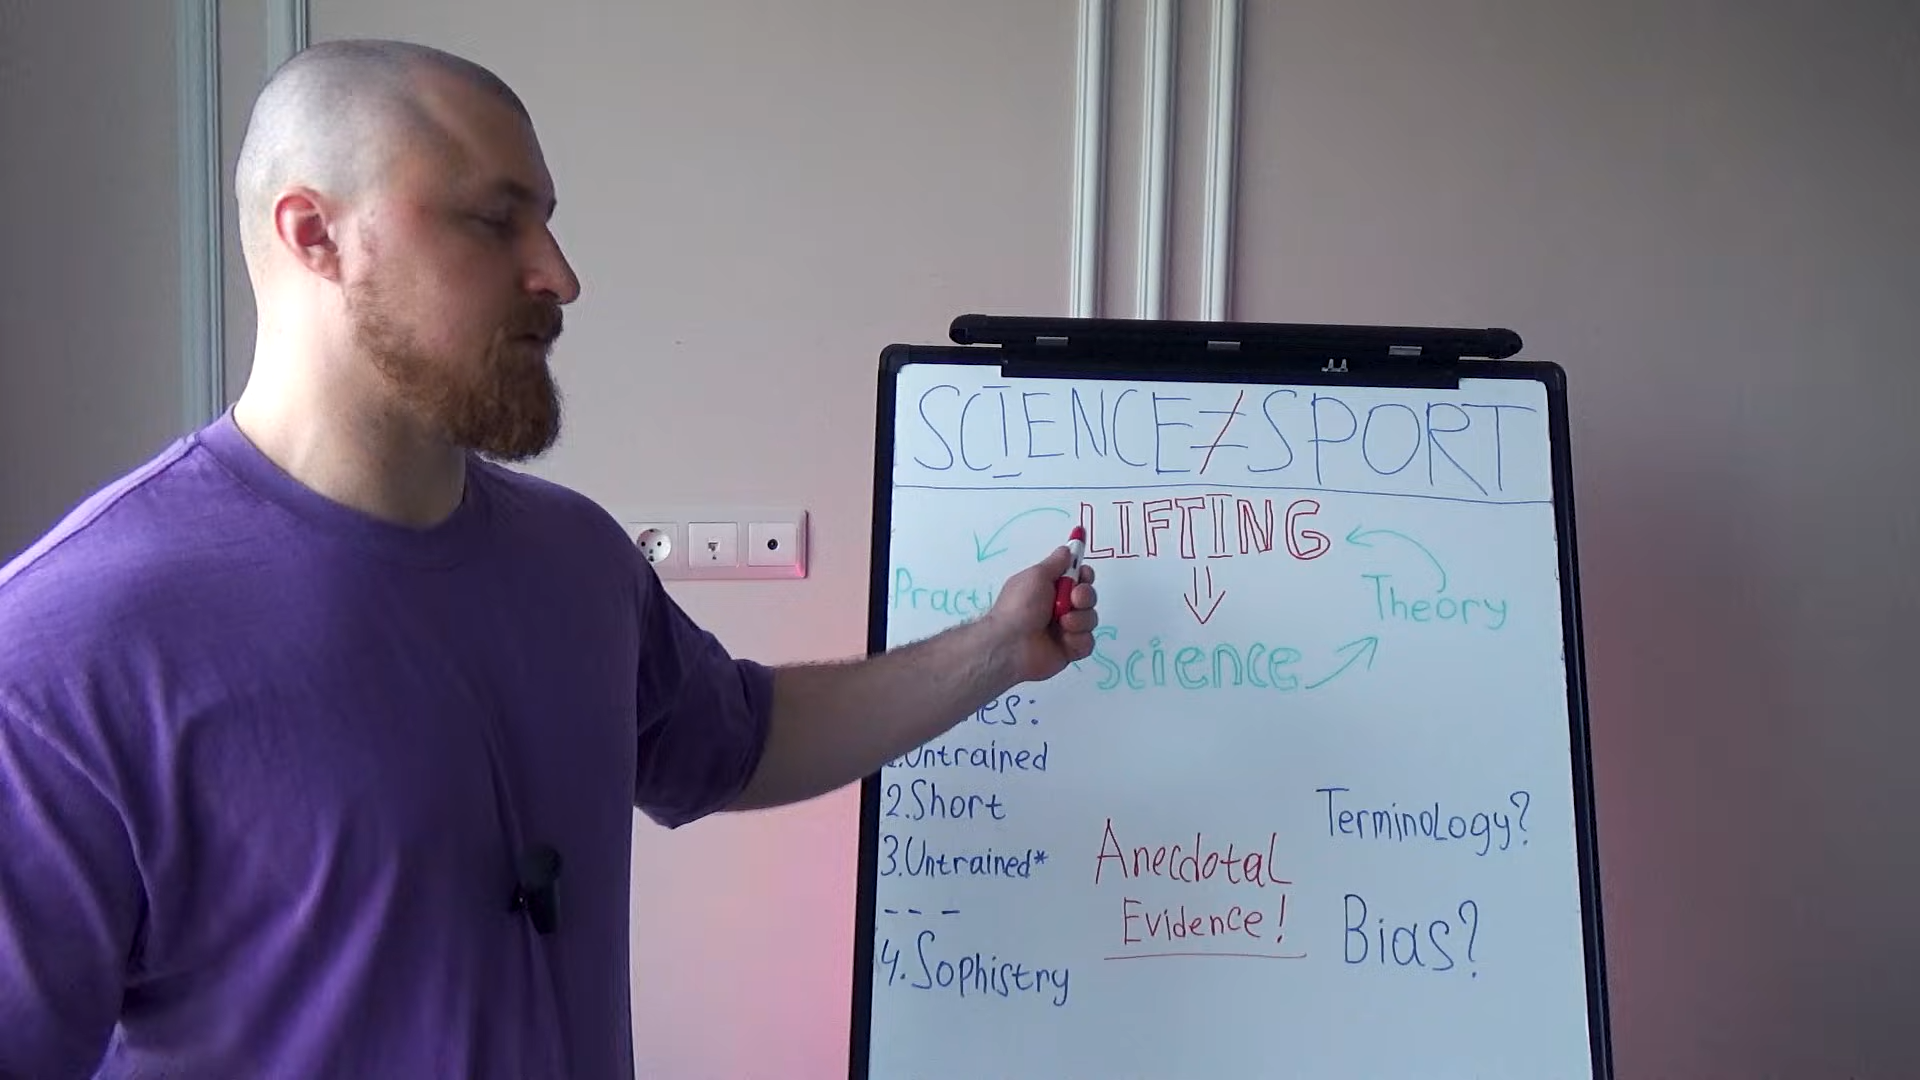 SCIENCE≠SPORT
LIFTING
Theory
Science
Untrained
2.Short
3.Untrained*
---
4.Sophistry
Anecdotal
Evidence!
Terminology?
Bias?